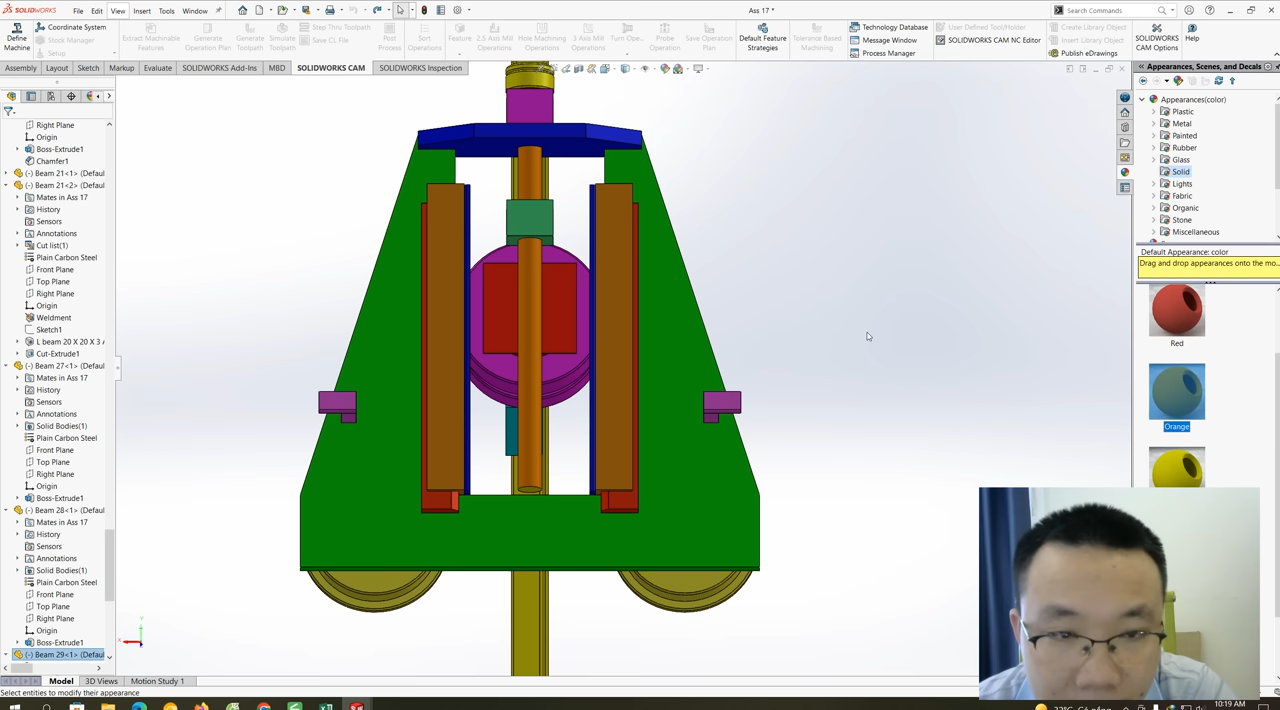 SOLIDWORKS File Edit View Insert Tools Window Ass 17 * Search Commands
Define Machine
Coordinate System
Stock Manager
Setup
Extract Machinable Features
Generate Operation Plan
Generate Toolpath
Simulate Toolpath
Step Thru Toolpath
Save CL File
Post Process
Sort Operations
Feature
2.5 Axis Mill Operations
Hole Machining Operations
3 Axis Mill Operations
Turn Ope...
Probe Operation
Save Operation Plan
Default Feature Strategies
Tolerance Based Machining
Technology Database
Message Window
Process Manager
User Defined Tool/Holder
SOLIDWORKS CAM NC Editor
Create Library Object
Insert Library Object
Publish eDrawings
SOLIDWORKS CAM Options
Help
Assembly Layout Sketch Markup Evaluate SOLIDWORKS Add-Ins MBD SOLIDWORKS CAM SOLIDWORKS Inspection
Right Plane
Origin
Boss-Extrude1
Chamfer1
(-) Beam 21<1> (Defau
(-) Beam 21<2> (Defau
Mates in Ass 17
History
Sensors
Annotations
Cut list(1)
Plain Carbon Steel
Front Plane
Top Plane
Right Plane
Origin
Weldment
Sketch1
L beam 20 X 20 X 3
Cut-Extrude1
(-) Beam 27<1> (Defau
Mates in Ass 17
History
Sensors
Annotations
Solid Bodies(1)
Plain Carbon Steel
Front Plane
Top Plane
Right Plane
Origin
Boss-Extrude1
(-) Beam 28<1> (Defau
Mates in Ass 17
History
Sensors
Annotations
Solid Bodies(1)
Plain Carbon Steel
Front Plane
Top Plane
Right Plane
Origin
Boss-Extrude1
(-) Beam 29<1> (Defau
Appearances, Scenes, and Decals
Appearances(color)
Plastic
Metal
Painted
Rubber
Glass
Solid
Lights
Fabric
Organic
Stone
Miscellaneous
Default Appearance: color
Drag and drop appearances onto the mo...
Red
Orange
Model 3D Views Motion Study 1
Select entities to modify their appearance
10:19 AM